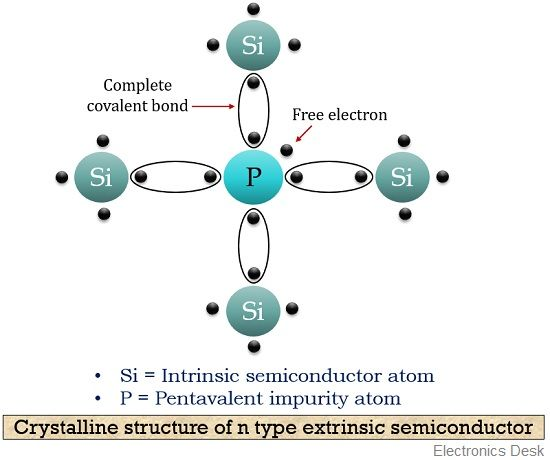 Si
Complete
covalent bond
Free electron
Si
P
Si
Si
• Si = Intrinsic semiconductor atom
• P = Pentavalent impurity atom
Crystalline structure of n type extrinsic semiconductor
Electronics Desk